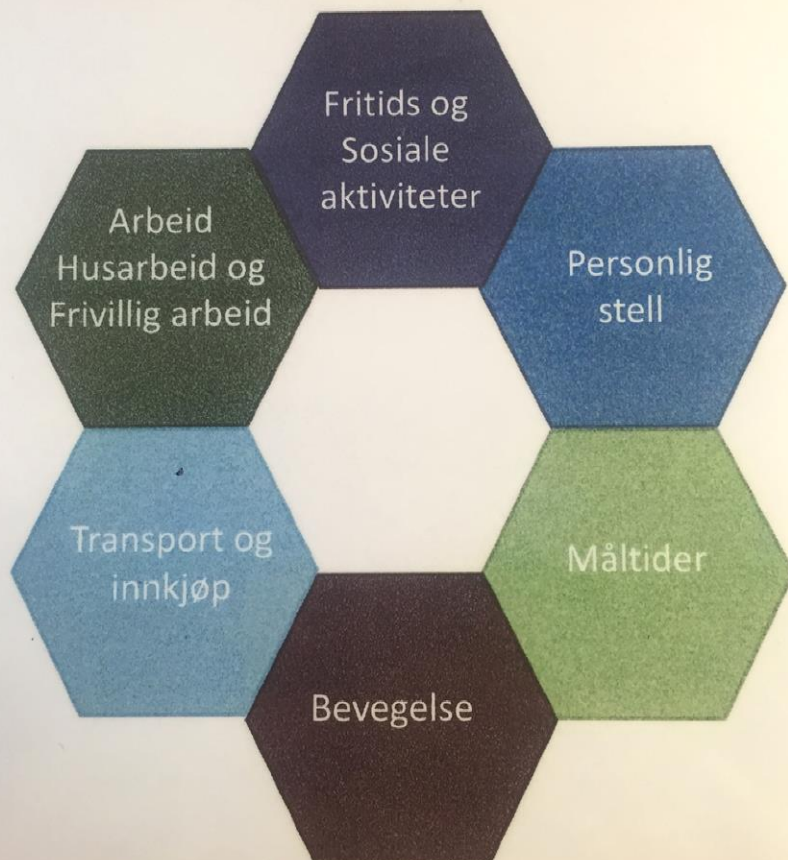 Fritids og
Sosiale
aktiviteter
Arbeid
Husarbeid og
Frivillig arbeid
Personlig
stell
Transport og
innkjøp
Måltider
Bevegelse